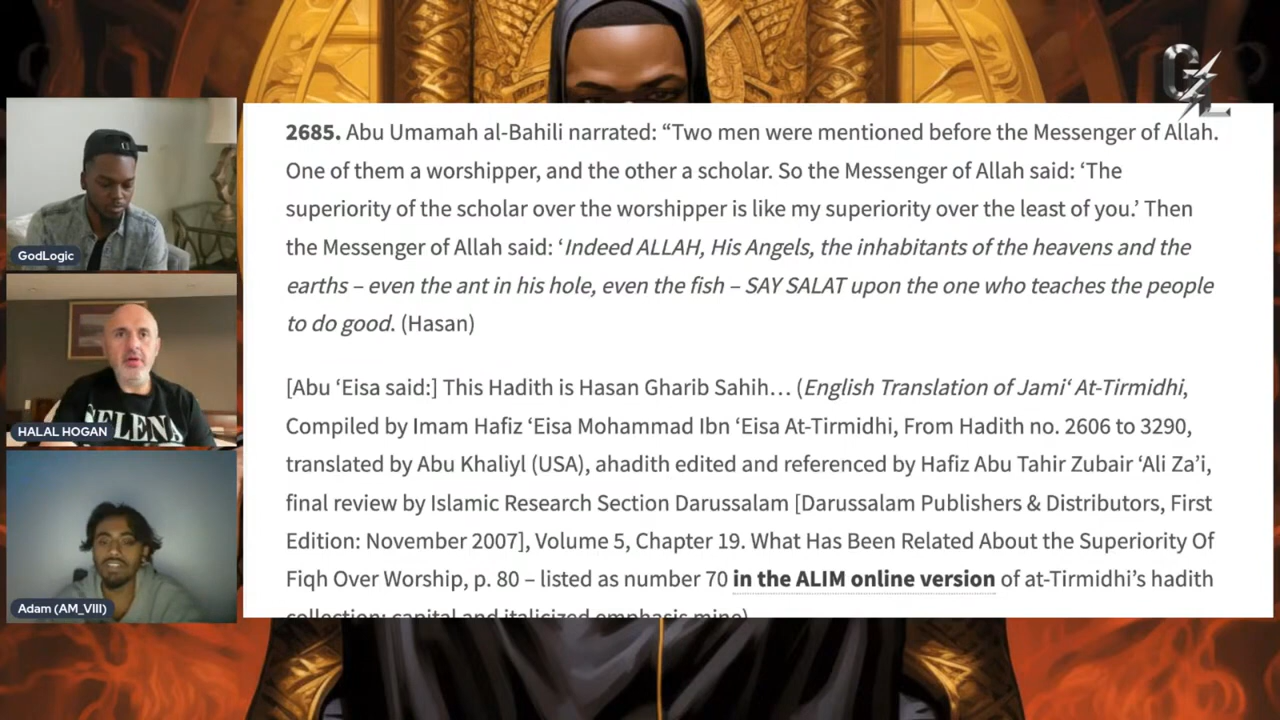 GL
GodLogic
HALAL HOGAN
SELENA
Adam (AM_VIII)
2685. Abu Umamah al-Bahili narrated: “Two men were mentioned before the Messenger of Allah.
One of them a worshipper, and the other a scholar. So the Messenger of Allah said: ‘The
superiority of the scholar over the worshipper is like my superiority over the least of you.’ Then
the Messenger of Allah said: ‘Indeed ALLAH, His Angels, the inhabitants of the heavens and the
earths – even the ant in his hole, even the fish – SAY SALAT upon the one who teaches the people
to do good. (Hasan)
[Abu ‘Eisa said:] This Hadith is Hasan Gharib Sahih… (English Translation of Jami‘ At-Tirmidhi,
Compiled by Imam Hafiz ‘Eisa Mohammad Ibn ‘Eisa At-Tirmidhi, From Hadith no. 2606 to 3290,
translated by Abu Khaliyl (USA), ahadith edited and referenced by Hafiz Abu Tahir Zubair ‘Ali Za’i,
final review by Islamic Research Section Darussalam [Darussalam Publishers & Distributors, First
Edition: November 2007], Volume 5, Chapter 19. What Has Been Related About the Superiority Of
Fiqh Over Worship, p. 80 – listed as number 70 in the ALIM online version of at-Tirmidhi’s hadith
collection; capital and italicized emphasis mine)